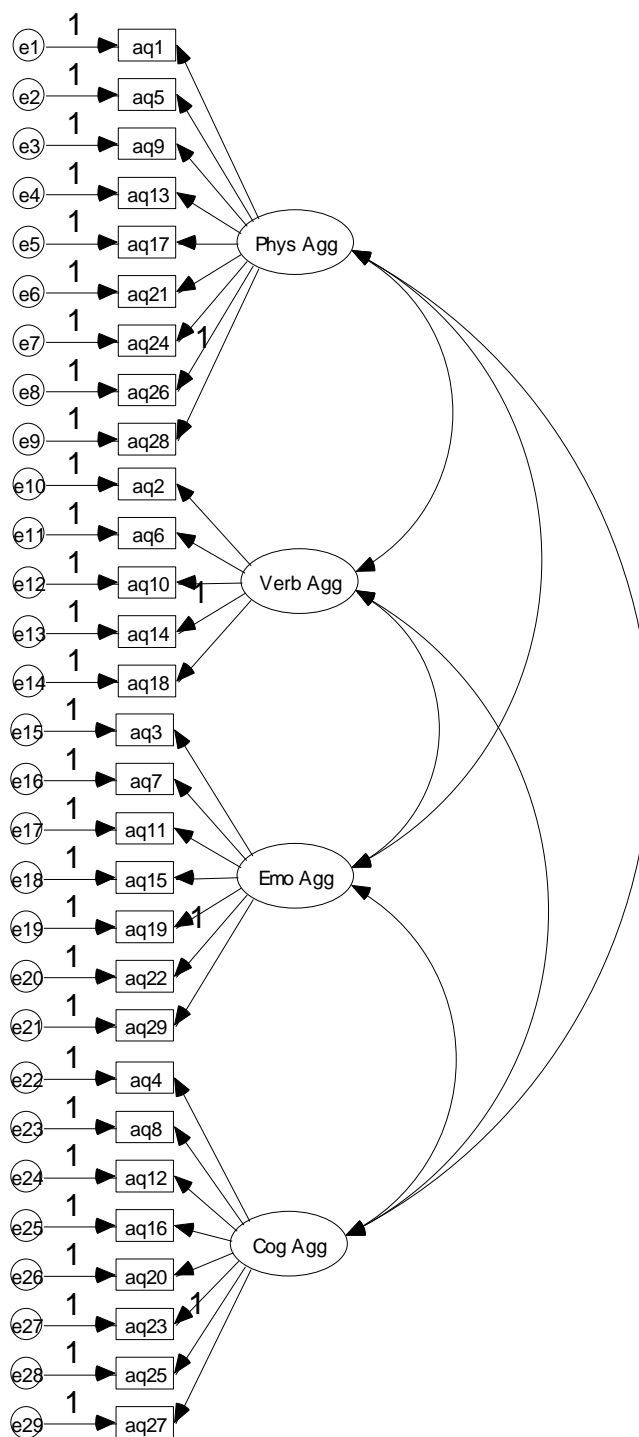 1
e1 aq1
1
e2 aq5
1
e3 aq9
1
e4 aq13
1
e5 aq17 Phys Agg
1
e6 aq21
1
e7 aq24 1
1
e8 aq26
1
e9 aq28
1
e10 aq2
1
e11 aq6
1
e12 aq10 1 Verb Agg
1
e13 aq14
1
e14 aq18
1
e15 aq3
1
e16 aq7
1
e17 aq11
1
e18 aq15 Emo Agg
1
e19 aq19 1
1
e20 aq22
1
e21 aq29
1
e22 aq4
1
e23 aq8
1
e24 aq12
1
e25 aq16 Cog Agg
1
e26 aq20
1
e27 aq23 1
1
e28 aq25
1
e29 aq27